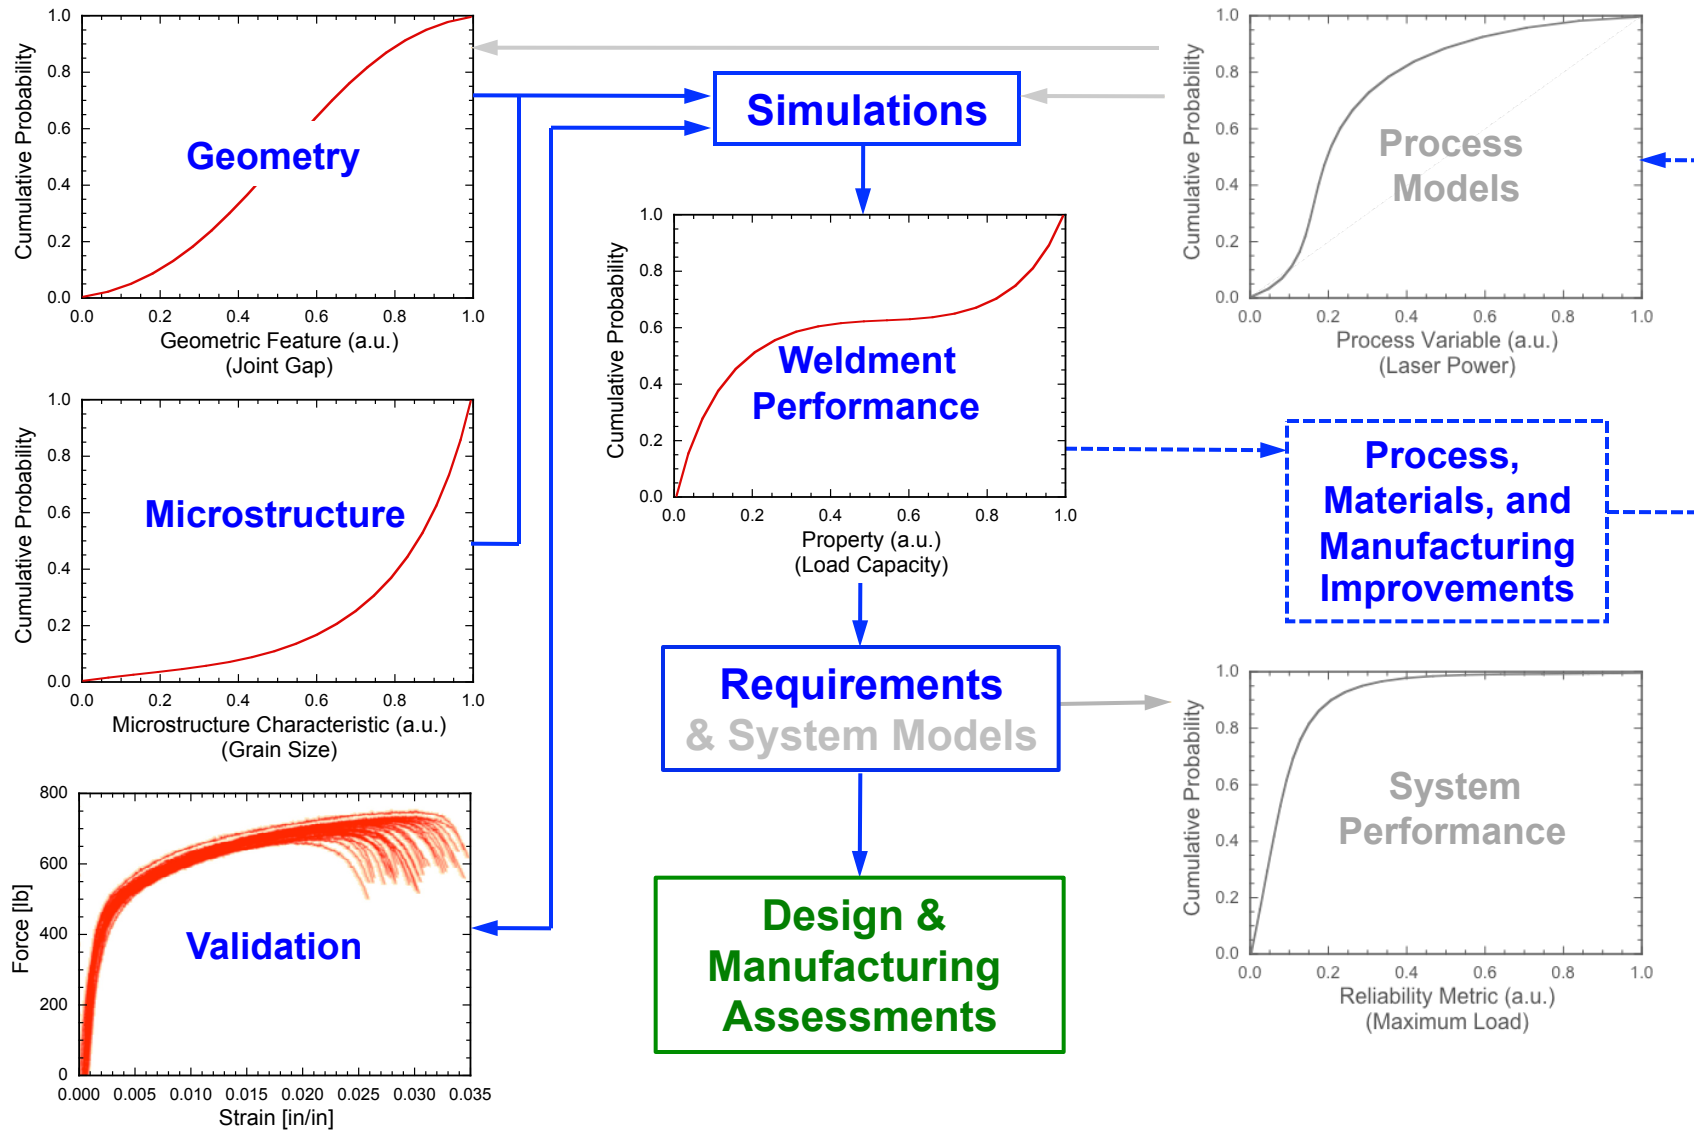 1.0
0.8
0.6
0.4
0.2
0.0
Cumulative Probability
Geometry
0.0 0.2 0.4 0.6 0.8 1.0
Geometric Feature (a.u.)
(Joint Gap)
1.0
0.8
0.6
0.4
0.2
0.0
Cumulative Probability
Microstructure
0.0 0.2 0.4 0.6 0.8 1.0
Microstructure Characteristic (a.u.)
(Grain Size)
800
600
400
200
0
Force [lb]
Validation
0.000 0.005 0.010 0.015 0.020 0.025 0.030 0.035
Strain [in/in]
Simulations
1.0
0.8
0.6
0.4
0.2
0.0
Cumulative Probability
Weldment
Performance
0.0 0.2 0.4 0.6 0.8 1.0
Property (a.u.)
(Load Capacity)
Requirements
& System Models
Design &
Manufacturing
Assessments
1.0
0.8
0.6
0.4
0.2
0.0
Cumulative Probability
Process
Models
0.0 0.2 0.4 0.6 0.8 1.0
Process Variable (a.u.)
(Laser Power)
Process,
Materials, and
Manufacturing
Improvements
1.0
0.8
0.6
0.4
0.2
0.0
Cumulative Probability
System
Performance
0.0 0.2 0.4 0.6 0.8 1.0
Reliability Metric (a.u.)
(Maximum Load)